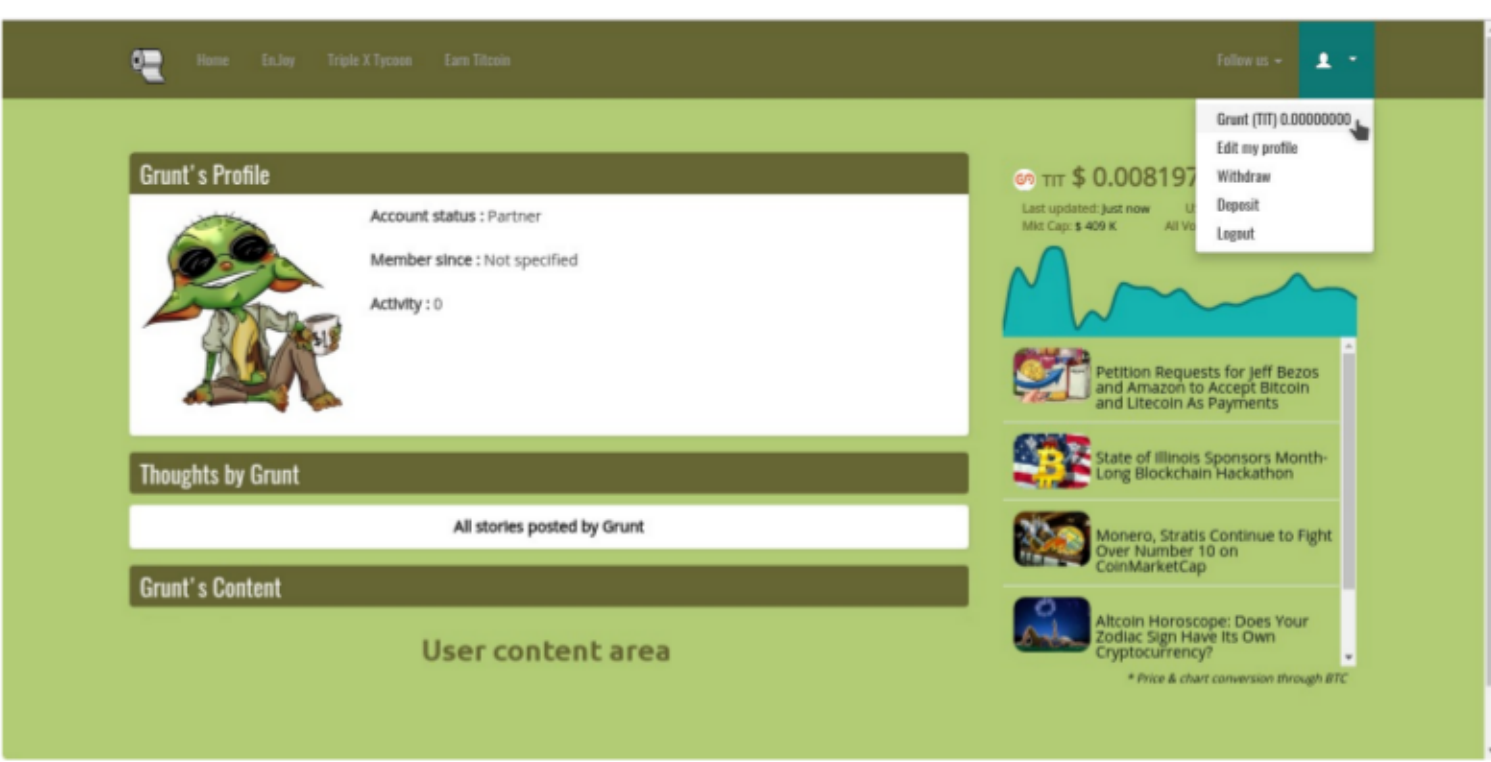 Home EnJoy Triple X Tycoon Earn Titcoin Follow us
Grunt (TIT) 0.00000000
Edit my profile
Withdraw
Deposit
Logout
Grunt's Profile
Account status : Partner
Member since : Not specified
Activity : 0
Thoughts by Grunt
All stories posted by Grunt
Grunt's Content
User content area
TIT $ 0.008197
Last updated: Just now U
Mkt Cap: $ 409 K All Vo
Petition Requests for Jeff Bezos
and Amazon to Accept Bitcoin
and Litecoin As Payments
State of Illinois Sponsors Month-
Long Blockchain Hackathon
Monero, Stratis Continue to Fight
Over Number 10 on
CoinMarketCap
Altcoin Horoscope: Does Your
Zodiac Sign Have Its Own
Cryptocurrency?
* Price & chart conversion through BTC